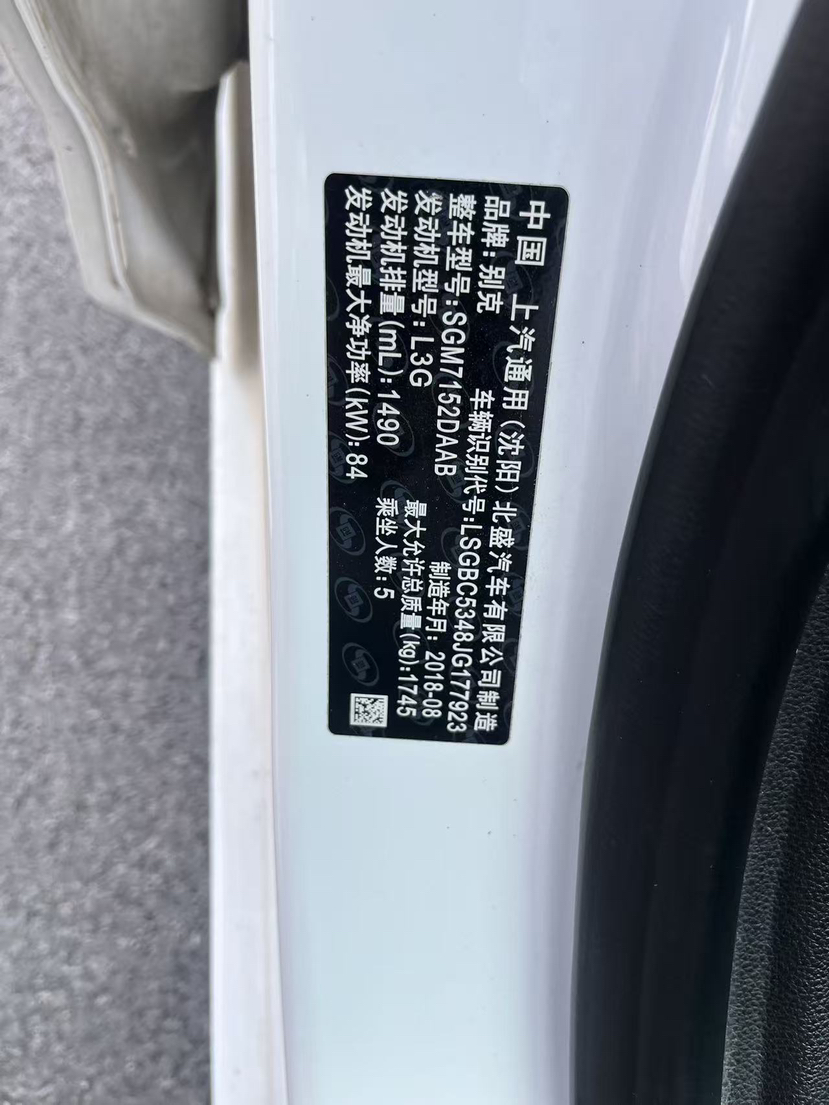 中国 上汽通用(沈阳)北盛汽车有限公司制造
品牌:别克 车辆识别代号:LSGBC5348JG177923
整车型号:SGM7152DAAB 制造年月: 2018-08
发动机型号: L3G 最大允许总质量(kg):1745
发动机排量(mL): 1490 乘坐人数: 5
发动机最大净功率(kW): 84